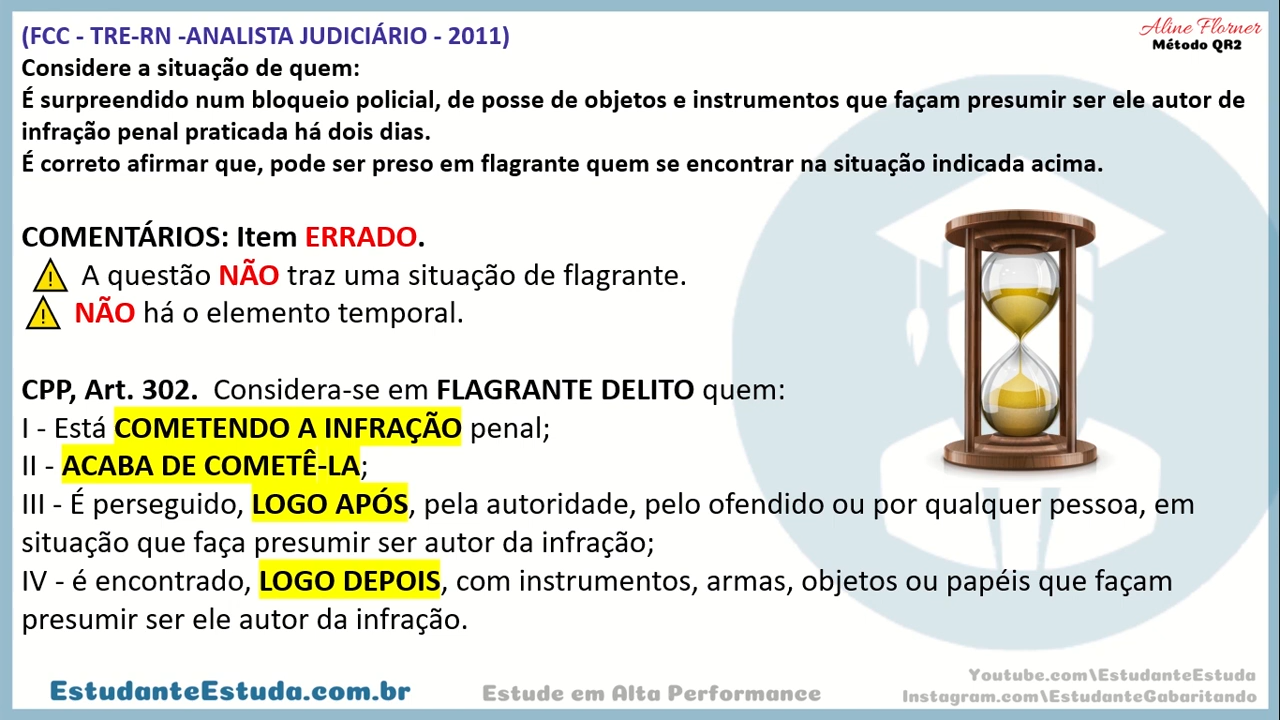 (FCC - TRE-RN -ANALISTA JUDICIÁRIO - 2011)
Aline Florner
Método QR2
Considere a situação de quem:
É surpreendido num bloqueio policial, de posse de objetos e instrumentos que façam presumir ser ele autor de
infração penal praticada há dois dias.
É correto afirmar que, pode ser preso em flagrante quem se encontrar na situação indicada acima.
COMENTÁRIOS: Item ERRADO.
A questão NÃO traz uma situação de flagrante.
NÃO há o elemento temporal.
CPP, Art. 302. Considera-se em FLAGRANTE DELITO quem:
I - Está COMETENDO A INFRAÇÃO penal;
II - ACABA DE COMETÊ-LA;
III - É perseguido, LOGO APÓS, pela autoridade, pelo ofendido ou por qualquer pessoa, em
situação que faça presumir ser autor da infração;
IV - é encontrado, LOGO DEPOIS, com instrumentos, armas, objetos ou papéis que façam
presumir ser ele autor da infração.
EstudanteEstuda.com.br
Estude em Alta Performance
Youtube.com\EstudanteEstuda
Instagram.com\EstudanteGabaritando